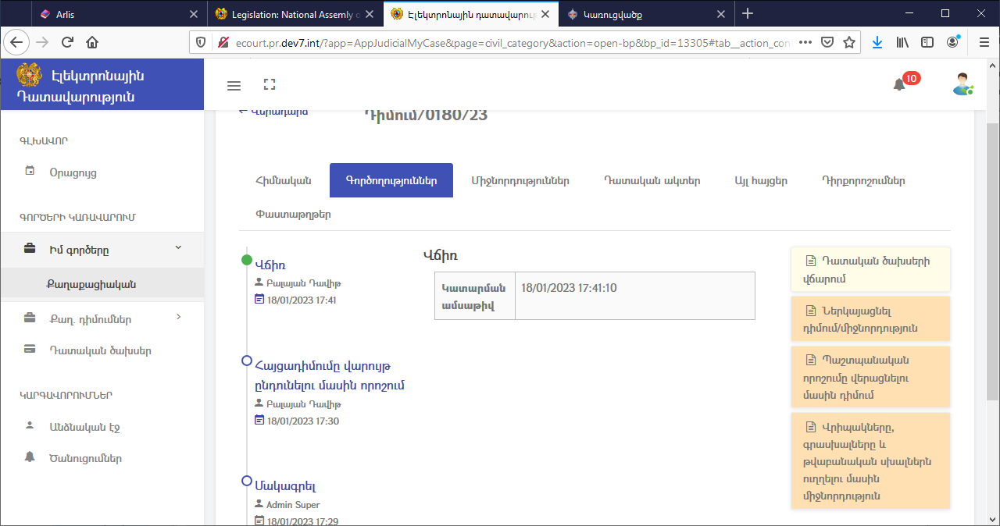 Arlis
Legislation: National Assemly o
Էլեկտրոնային դատավարու
Կառուցվածք
ecourt.pr.dev7.int/?app=AppJudicialMyCase&page=civil_category&action=open-bp&bp_id=13305#tab__action_con
Էլեկտրոնային
Դատավարություն
10
ԳԼԽԱՎՈՐ
Օրացույց
ԳՈՐԾԵՐԻ ԿԱՌԱՎԱՐՈՒՄ
Իմ գործերը
Քաղաքացիական
Քաղ. դիմումներ
Դատական ծախսեր
ԿԱՐԳԱՎՈՐՈՒՄՆԵՐ
Անձնական էջ
Ծանուցումներ
← Վերադարձ
Դիմում/0180/23
Հիմնական
Գործողություններ
Միջնորդություններ
Դատական ակտեր
Այլ հայցեր
Դիրքորոշումներ
Փաստաթղթեր
Վճիռ
Բալայան Դավիթ
18/01/2023 17:41
Հայցադիմումը վարույթ
ընդունելու մասին որոշում
Բալայան Դավիթ
18/01/2023 17:30
Մակագրել
Admin Super
18/01/2023 17:29
Վճիռ
Կատարման
ամսաթիվ
18/01/2023 17:41:10
Դատական ծախսերի
վճարում
Ներկայացնել
դիմում/միջնորդություն
Պաշտպանական
որոշումը վերացնելու
մասին դիմում
Վրիպակները,
գրասխալները և
թվաբանական սխալներն
ուղղելու մասին
միջնորդություն